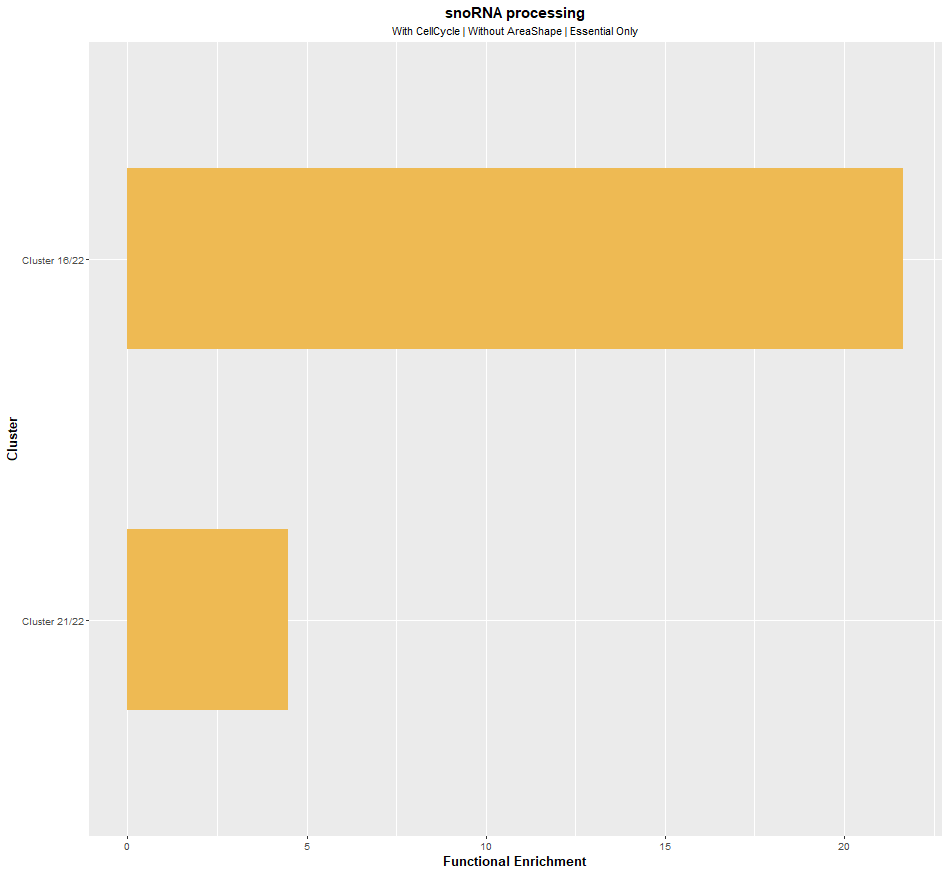 snoRNA processing
With CellCycle | Without AreaShape | Essential Only
Cluster
Cluster 16/22
Cluster 21/22
0 5 10 15 20
Functional Enrichment